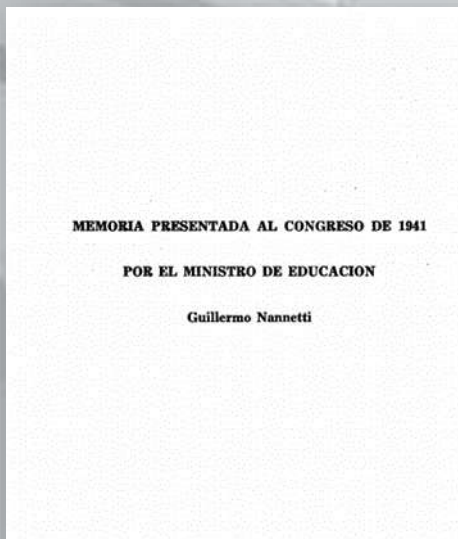 MEMORIA PRESENTADA AL CONGRESO DE 1941
POR EL MINISTRO DE EDUCACION
Guillermo Nannetti